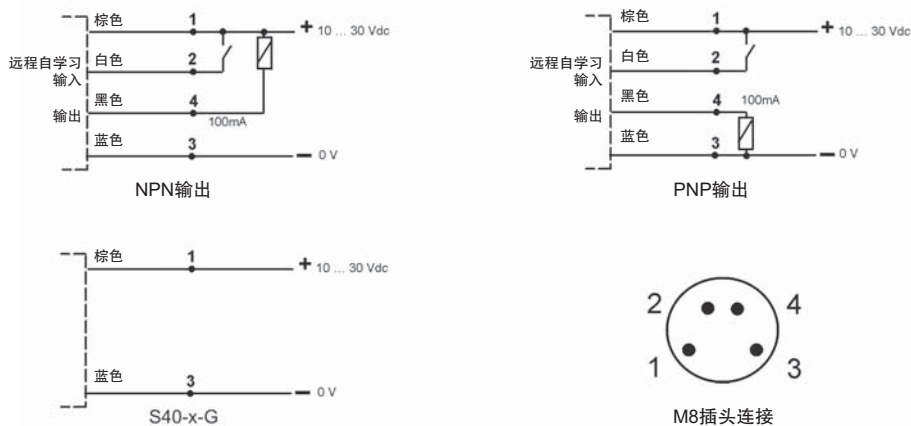 棕色 1 + 10 ... 30 Vdc
远程自学习
输入
白色 2
黑色 4
输出 100mA
蓝色 3 — 0 V
NPN输出
棕色 1 + 10 ... 30 Vdc
远程自学习
输入
白色 2
黑色 4 100mA
输出
蓝色 3 — 0 V
PNP输出
棕色 1 + 10 ... 30 Vdc
蓝色 3 — 0 V
S40-x-G
2 4
1 3
M8插头连接